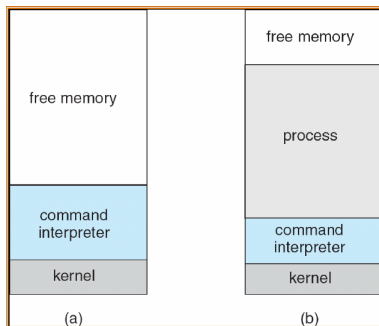 free memory
command
interpreter
kernel
(a)
free memory
process
command
interpreter
kernel
(b)